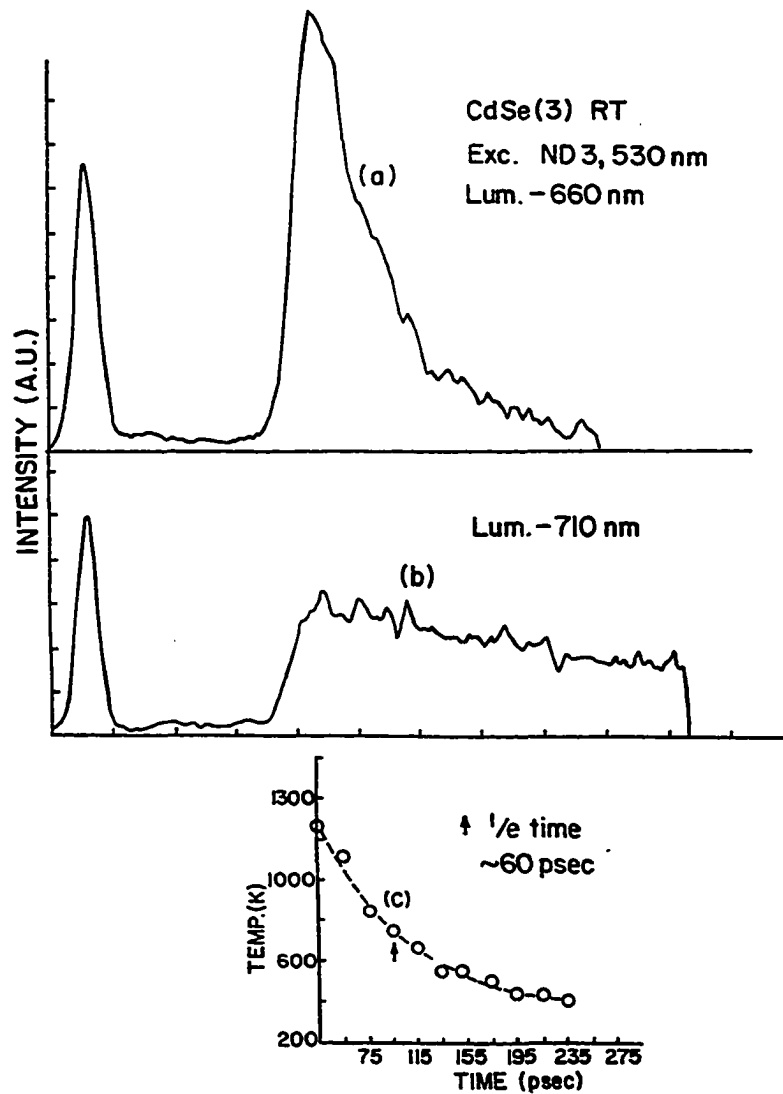 CdSe(3) RT
Exc. ND3, 530 nm
Lum.-660 nm
(a)
INTENSITY (A.U.)
Lum.-710 nm
(b)
1300
1000
600
200
TEMP.(K)
(c)
1/e time
~60 psec
75 115 155 195 235 275
TIME (psec)